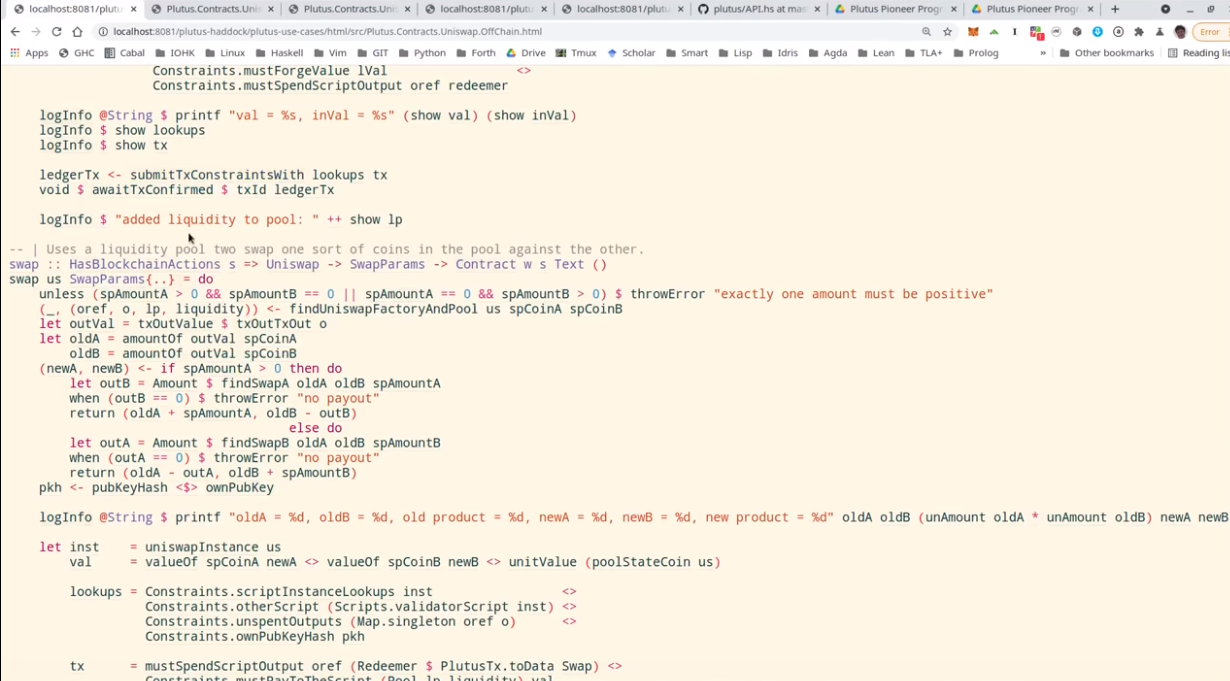 localhost:8081/plutu
Plutus.Contracts.Unis
Plutus.Contracts.Unis
localhost:8081/plutu
localhost:8081/plutu
plutus/API.hs at mast
Plutus Pioneer Progr
Plutus Pioneer Progr
localhost:8081/plutus-haddock/plutus-use-cases/html/src/Plutus.Contracts.Uniswap.OffChain.html
Error
Apps GHC Cabal IOHK Linux Haskell Vim GIT Python Forth Drive Tmux Scholar Smart Lisp Idris Agda Lean TLA+ Prolog » Other bookmarks Reading lis
Constraints.mustForgeValue lVal <>
Constraints.mustSpendScriptOutput oref redeemer
logInfo @String $ printf "val = %s, inVal = %s" (show val) (show inVal)
logInfo $ show lookups
logInfo $ show tx
ledgerTx <- submitTxConstraintsWith lookups tx
void $ awaitTxConfirmed $ txId ledgerTx
logInfo $ "added liquidity to pool: " ++ show lp
-- | Uses a liquidity pool two swap one sort of coins in the pool against the other.
swap :: HasBlockchainActions s => Uniswap -> SwapParams -> Contract w s Text ()
swap us SwapParams{..} = do
unless (spAmountA > 0 && spAmountB == 0 || spAmountA == 0 && spAmountB > 0) $ throwError "exactly one amount must be positive"
(_, (oref, o, lp, liquidity)) <- findUniswapFactoryAndPool us spCoinA spCoinB
let outVal = txOutValue $ txOutTxOut o
let oldA = amountOf outVal spCoinA
oldB = amountOf outVal spCoinB
(newA, newB) <- if spAmountA > 0 then do
let outB = Amount $ findSwapA oldA oldB spAmountA
when (outB == 0) $ throwError "no payout"
return (oldA + spAmountA, oldB - outB)
else do
let outA = Amount $ findSwapB oldA oldB spAmountB
when (outA == 0) $ throwError "no payout"
return (oldA - outA, oldB + spAmountB)
pkh <- pubKeyHash <$> ownPubKey
logInfo @String $ printf "oldA = %d, oldB = %d, old product = %d, newA = %d, newB = %d, new product = %d" oldA oldB (unAmount oldA * unAmount oldB) newA newB
let inst = uniswapInstance us
val = valueOf spCoinA newA <> valueOf spCoinB newB <> unitValue (poolStateCoin us)
lookups = Constraints.scriptInstanceLookups inst <>
Constraints.otherScript (Scripts.validatorScript inst) <>
Constraints.unspentOutputs (Map.singleton oref o) <>
Constraints.ownPubKeyHash pkh
tx = mustSpendScriptOutput oref (Redeemer $ PlutusTx.toData Swap) <>
Constraints.mustPayToTheScript (Pool lp liquidity) val